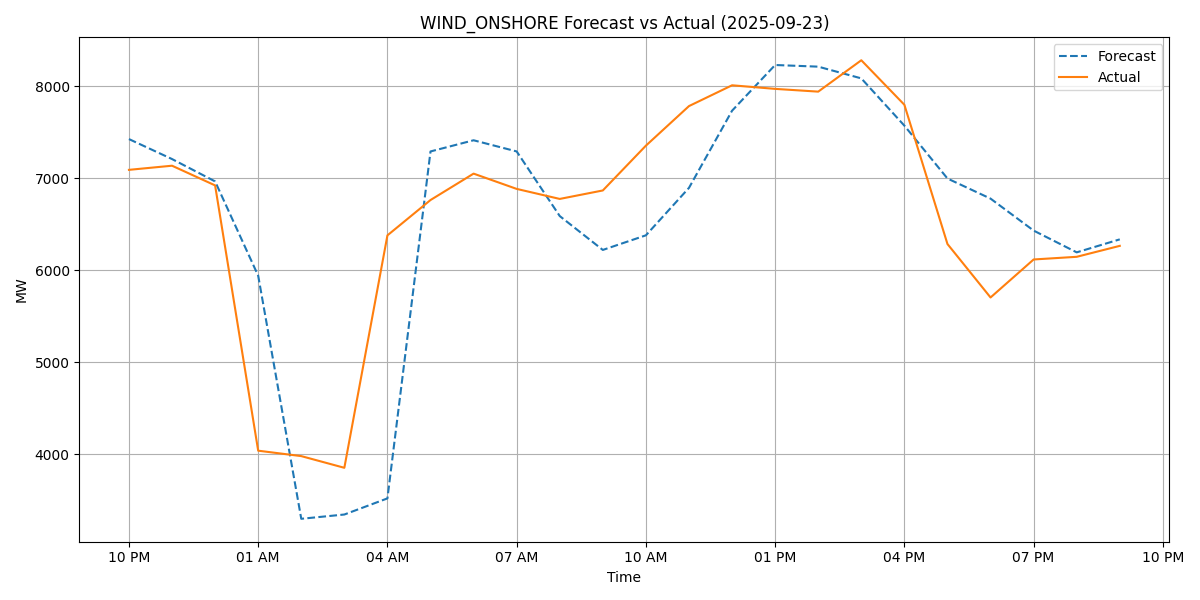 WIND_ONSHORE Forecast vs Actual (2025-09-23)
Forecast
Actual
8000
7000
6000
5000
4000
MW
10 PM 01 AM 04 AM 07 AM 10 AM 01 PM 04 PM 07 PM 10 PM
Time